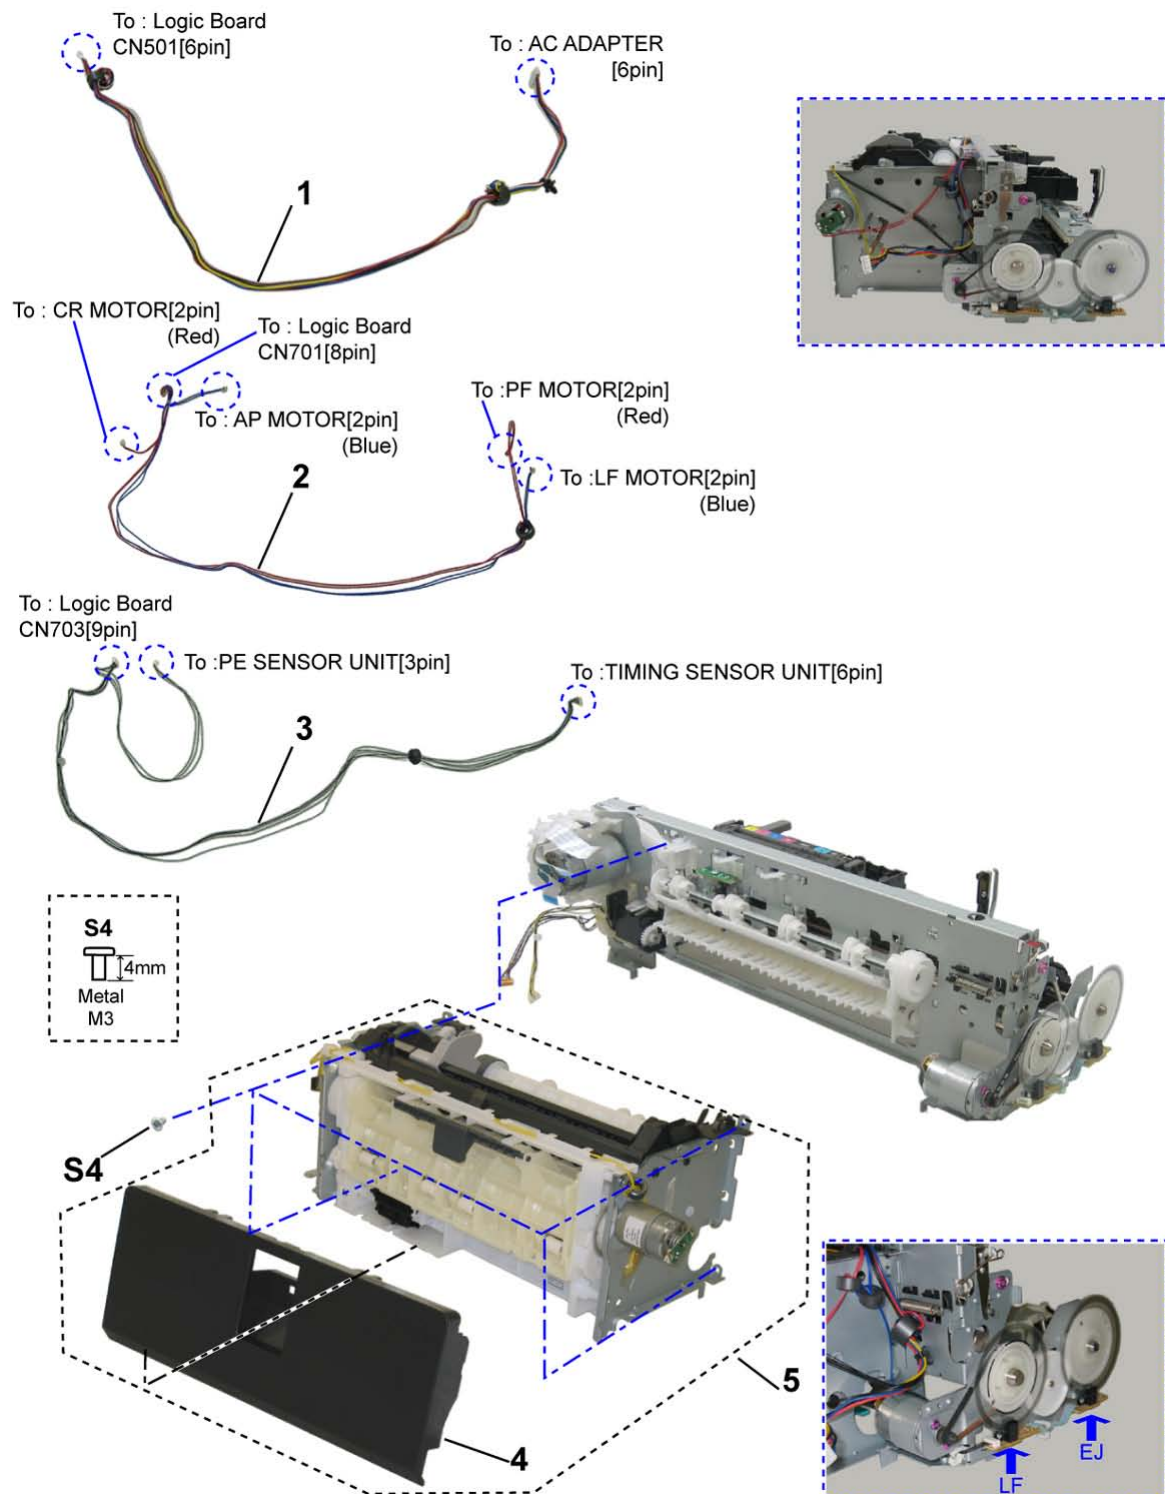 To : Logic Board
CN501[6pin]
To : AC ADAPTER
[6pin]
1
To : CR MOTOR[2pin]
(Red)
To : Logic Board
CN701[8pin]
To : AP MOTOR[2pin]
(Blue)
To :PF MOTOR[2pin]
(Red)
To :LF MOTOR[2pin]
(Blue)
2
To : Logic Board
CN703[9pin]
To :PE SENSOR UNIT[3pin]
To :TIMING SENSOR UNIT[6pin]
3
S4
4mm
Metal
M3
S4
5
4
EJ
LF